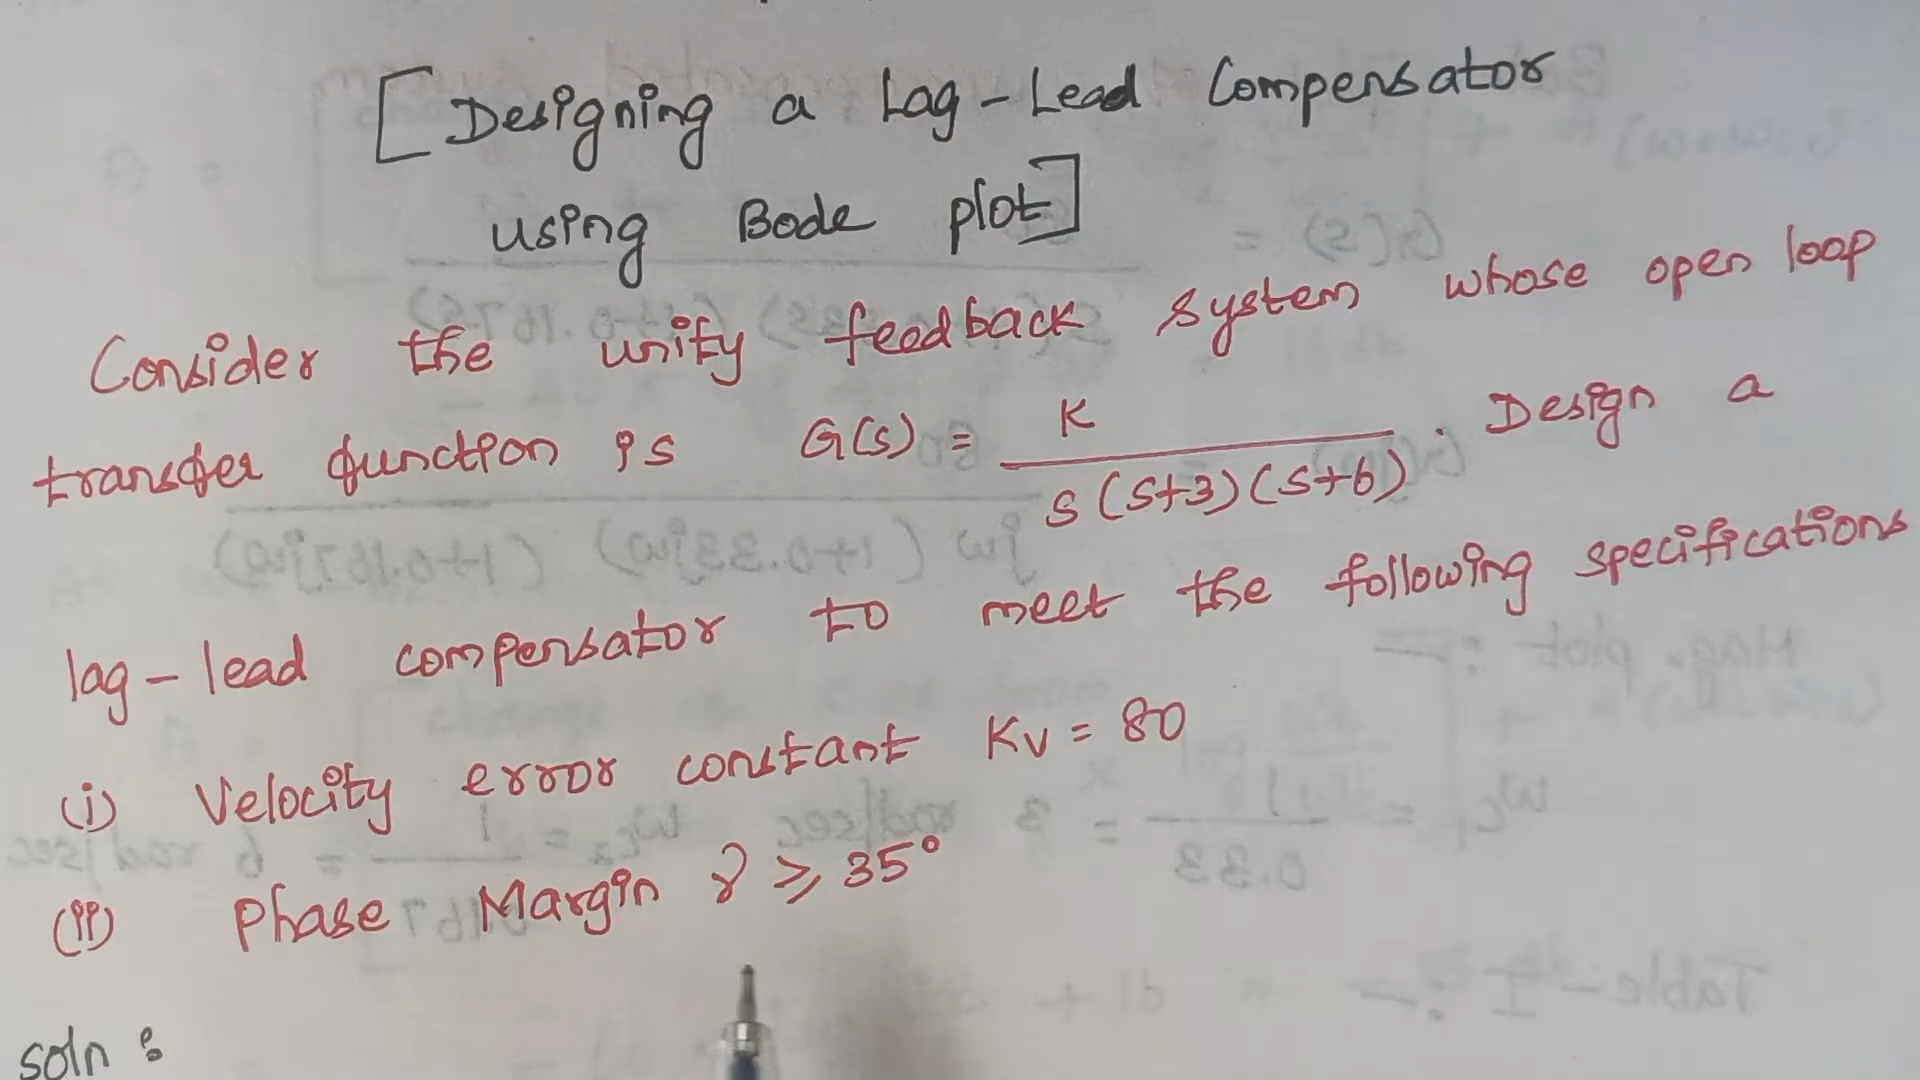 [Designing a Lag-Lead Compensator
using Bode plot]
Consider the unity feedback system whose open loop
transfer function is G(s) = K / s(s+3)(s+6) . Design a
lag-lead compensator to meet the following specifications
(i) Velocity error constant Kv = 80
(ii) Phase Margin γ ≥ 35°
soln :